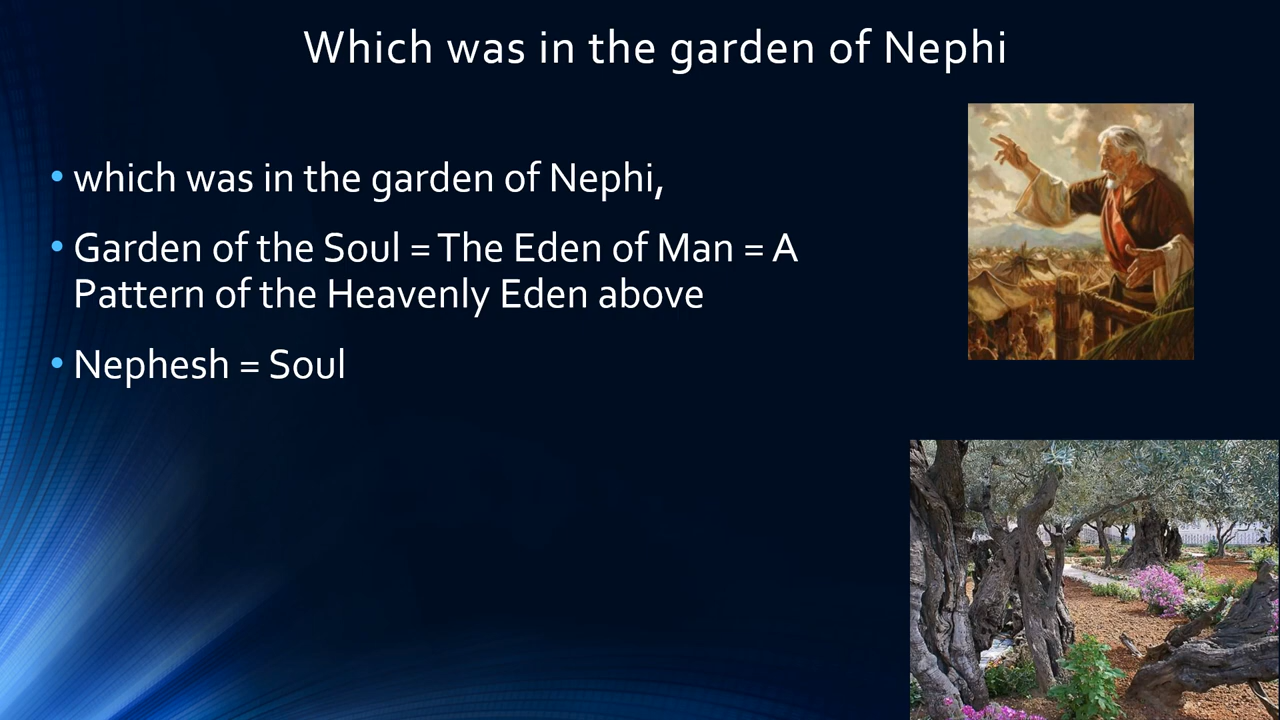 Which was in the garden of Nephi
• which was in the garden of Nephi,
• Garden of the Soul = The Eden of Man = A
Pattern of the Heavenly Eden above
• Nephesh = Soul